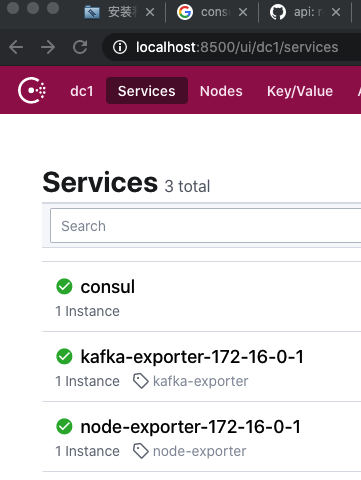 安装
consu
api: r
localhost:8500/ui/dc1/services
dc1 Services Nodes Key/Value
Services 3 total
Search
consul
1 Instance
kafka-exporter-172-16-0-1
1 Instance kafka-exporter
node-exporter-172-16-0-1
1 Instance node-exporter